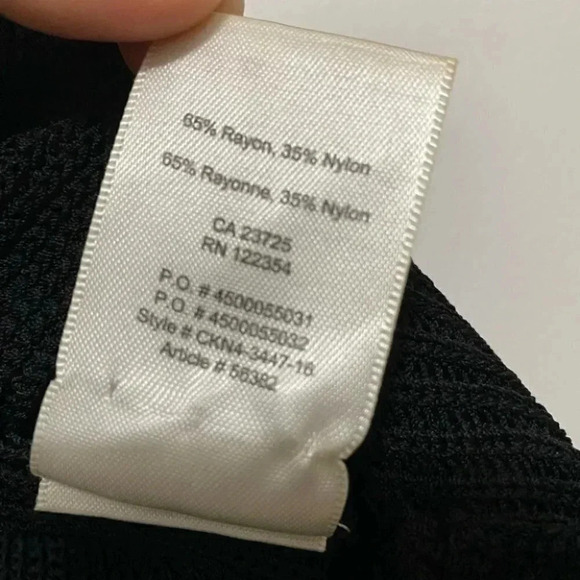 65% Rayon, 35% Nylon
65% Rayonne, 35% Nylon
CA 23725
RN 122354
P.O. # 4500055031
P.O. # 4500055032
Style # CKN4-3447-16
Article # 56382